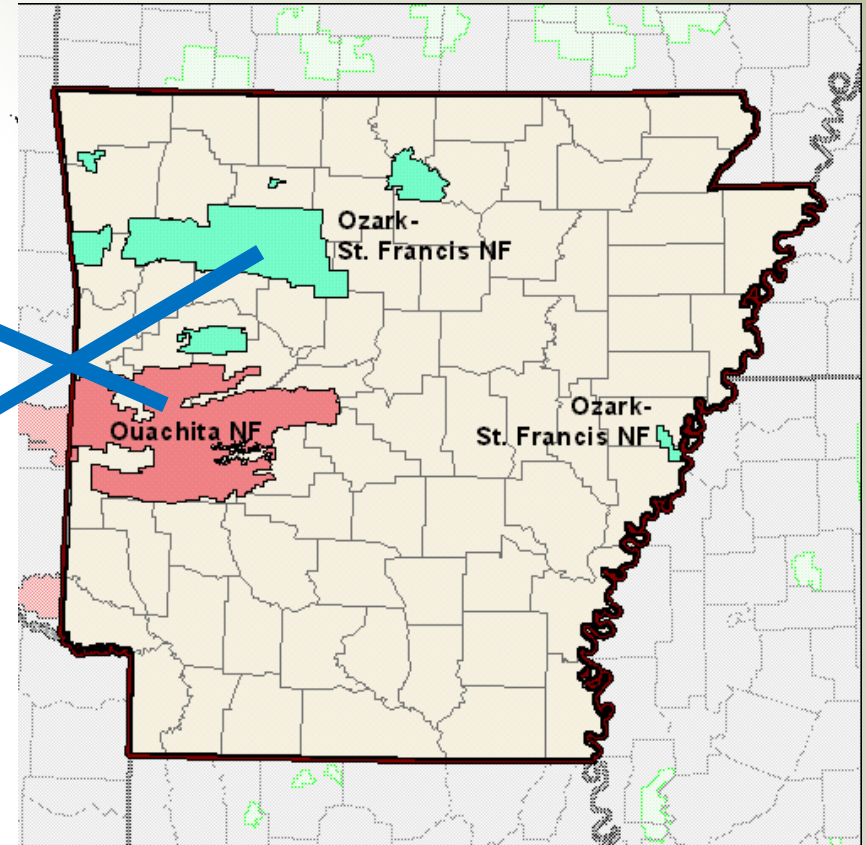 Ozark-
St. Francis NF
Ozark-
St. Francis NF
Ouachita NF